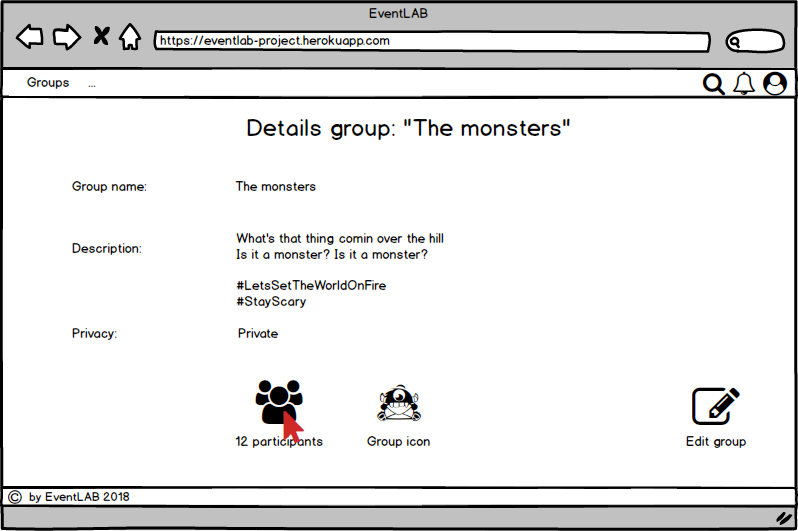 EventLAB
https://eventlab-project.herokuapp.com
Groups ...
Details group: "The monsters"
Group name: The monsters
Description:
What's that thing comin over the hill
Is it a monster? Is it a monster?
#LetsSetTheWorldOnFire
#StayScary
Privacy: Private
12 participants
Group icon
Edit group
© by EventLAB 2018